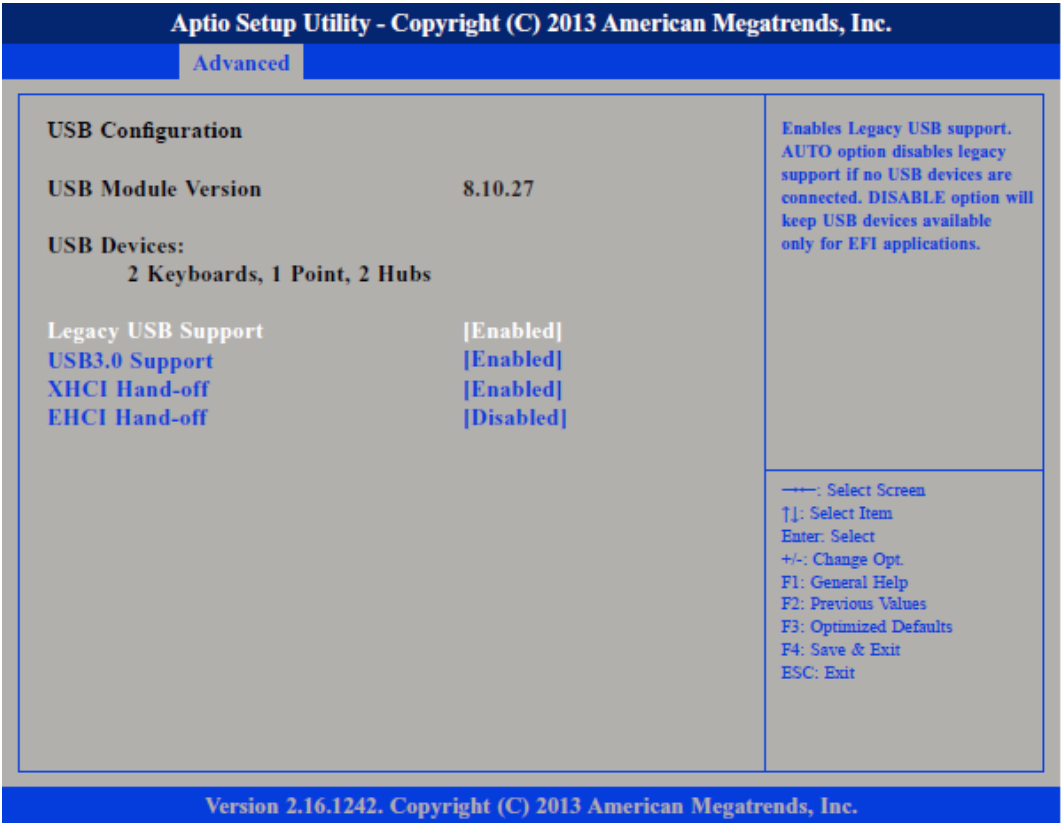 Aptio Setup Utility - Copyright (C) 2013 American Megatrends, Inc.
Advanced
USB Configuration
USB Module Version 8.10.27
USB Devices:
2 Keyboards, 1 Point, 2 Hubs
Legacy USB Support [Enabled]
USB3.0 Support [Enabled]
XHCI Hand-off [Enabled]
EHCI Hand-off [Disabled]
Enables Legacy USB support.
AUTO option disables legacy
support if no USB devices are
connected. DISABLE option will
keep USB devices available
only for EFI applications.
→←: Select Screen
↑↓: Select Item
Enter: Select
+/-: Change Opt.
F1: General Help
F2: Previous Values
F3: Optimized Defaults
F4: Save & Exit
ESC: Exit
Version 2.16.1242. Copyright (C) 2013 American Megatrends, Inc.